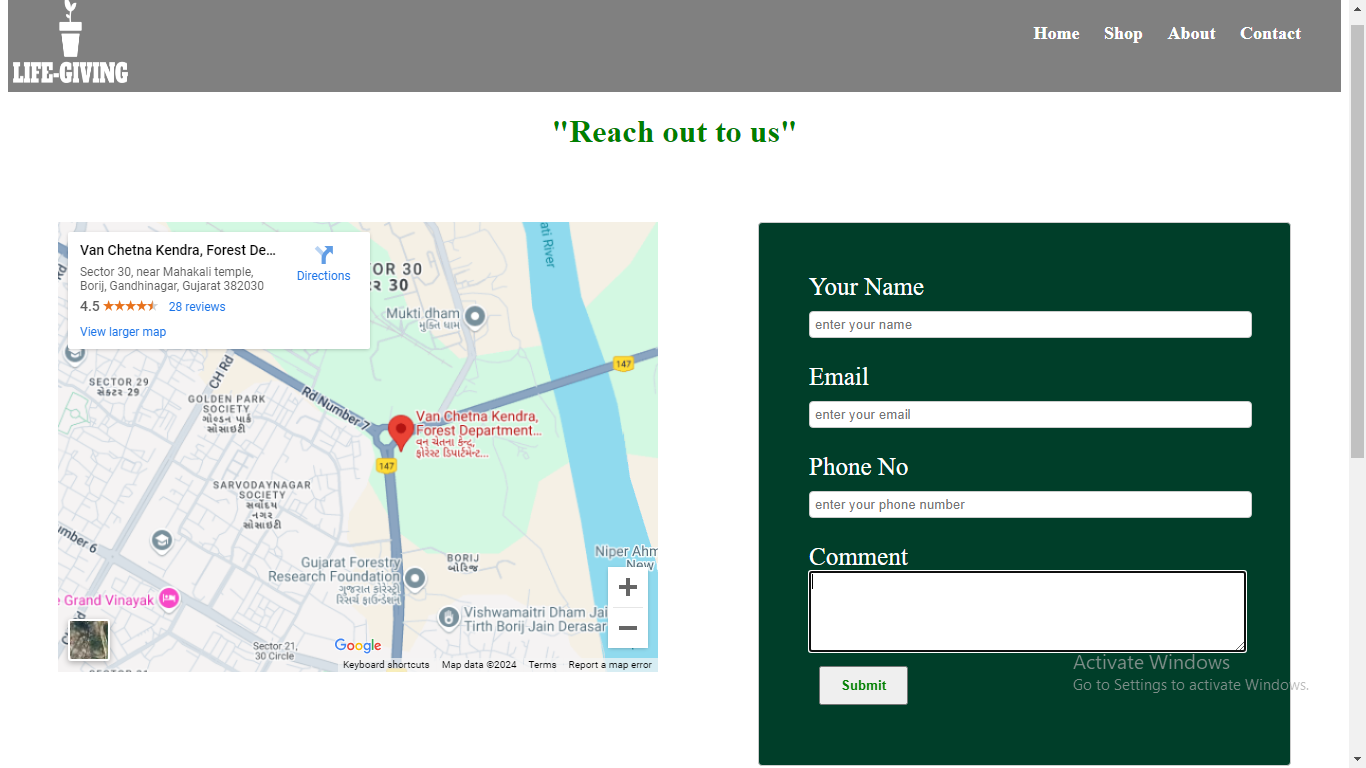 LIFE-GIVING
Home Shop About Contact
"Reach out to us"
Van Chetna Kendra, Forest De...
Sector 30, near Mahakali temple,
Borij, Gandhinagar, Gujarat 382030
4.5 28 reviews
View larger map
Directions
TOR 30
ર 30
ati River
Mukti dham
મુક્તિ ધામ
147
SECTOR 29
સેક્ટર 29
CH Rd
GOLDEN PARK
SOCIETY
ગોલ્ડન પાર્ક
સોસાઇટી
Rd Number 7
Van Chetna Kendra,
Forest Department...
વન ચેતના કેન્દ્ર,
ફોરેસ્ટ ડિપાર્ટમેન્ટ...
147
SARVODAYNAGAR
SOCIETY
સર્વોદય
નગર
સોસાઇટી
umber 6
BORIJ
બોરિજ
Niper Ahm
New
Gujarat Forestry
Research Foundation
ગુજરાત ફોરેસ્ટ્રી
રિસર્ચ ફાઉન્ડેશન
e Grand Vinayak
Vishwamaitri Dham Jai
Tirth Borij Jain Derasar
Sector 21,
30 Circle
Google
Keyboard shortcuts Map data ©2024 Terms Report a map error
Your Name
enter your name
Email
enter your email
Phone No
enter your phone number
Comment
Submit
Activate Windows
Go to Settings to activate Windows.